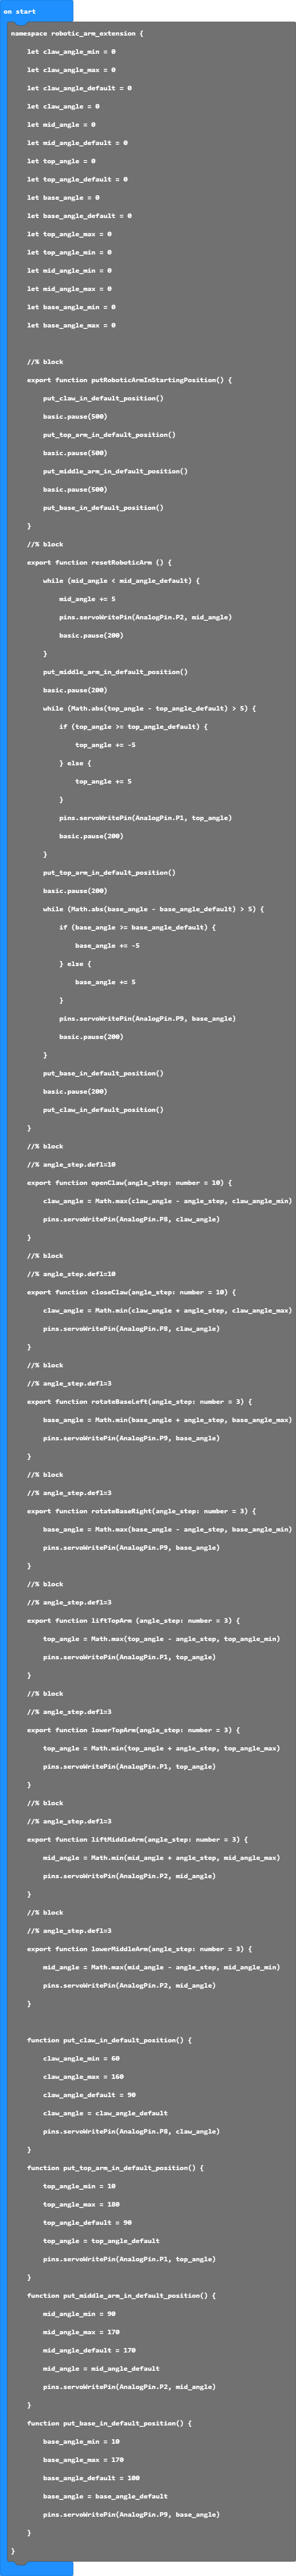 on start
namespace robotic_arm_extension {
let claw_angle_min = 0
let claw_angle_max = 0
let claw_angle_default = 0
let claw_angle = 0
let mid_angle = 0
let mid_angle_default = 0
let top_angle = 0
let top_angle_default = 0
let base_angle = 0
let base_angle_default = 0
let top_angle_max = 0
let top_angle_min = 0
let mid_angle_min = 0
let mid_angle_max = 0
let base_angle_min = 0
let base_angle_max = 0
//% block
export function putRoboticArmInStartingPosition() {
put_claw_in_default_position()
basic.pause(500)
put_top_arm_in_default_position()
basic.pause(500)
put_middle_arm_in_default_position()
basic.pause(500)
put_base_in_default_position()
}
//% block
export function resetRoboticArm () {
while (mid_angle < mid_angle_default) {
mid_angle += 5
pins.servoWritePin(AnalogPin.P2, mid_angle)
basic.pause(200)
}
put_middle_arm_in_default_position()
basic.pause(200)
while (Math.abs(top_angle - top_angle_default) > 5) {
if (top_angle >= top_angle_default) {
top_angle += -5
} else {
top_angle += 5
}
pins.servoWritePin(AnalogPin.P1, top_angle)
basic.pause(200)
}
put_top_arm_in_default_position()
basic.pause(200)
while (Math.abs(base_angle - base_angle_default) > 5) {
if (base_angle >= base_angle_default) {
base_angle += -5
} else {
base_angle += 5
}
pins.servoWritePin(AnalogPin.P9, base_angle)
basic.pause(200)
}
put_base_in_default_position()
basic.pause(200)
put_claw_in_default_position()
}
//% block
//% angle_step.defl=10
export function openClaw(angle_step: number = 10) {
claw_angle = Math.max(claw_angle - angle_step, claw_angle_min)
pins.servoWritePin(AnalogPin.P8, claw_angle)
}
//% block
//% angle_step.defl=10
export function closeClaw(angle_step: number = 10) {
claw_angle = Math.min(claw_angle + angle_step, claw_angle_max)
pins.servoWritePin(AnalogPin.P8, claw_angle)
}
//% block
//% angle_step.defl=3
export function rotateBaseLeft(angle_step: number = 3) {
base_angle = Math.min(base_angle + angle_step, base_angle_max)
pins.servoWritePin(AnalogPin.P9, base_angle)
}
//% block
//% angle_step.defl=3
export function rotateBaseRight(angle_step: number = 3) {
base_angle = Math.max(base_angle - angle_step, base_angle_min)
pins.servoWritePin(AnalogPin.P9, base_angle)
}
//% block
//% angle_step.defl=3
export function liftTopArm (angle_step: number = 3) {
top_angle = Math.max(top_angle - angle_step, top_angle_min)
pins.servoWritePin(AnalogPin.P1, top_angle)
}
//% block
//% angle_step.defl=3
export function lowerTopArm(angle_step: number = 3) {
top_angle = Math.min(top_angle + angle_step, top_angle_max)
pins.servoWritePin(AnalogPin.P1, top_angle)
}
//% block
//% angle_step.defl=3
export function liftMiddleArm(angle_step: number = 3) {
mid_angle = Math.min(mid_angle + angle_step, mid_angle_max)
pins.servoWritePin(AnalogPin.P2, mid_angle)
}
//% block
//% angle_step.defl=3
export function lowerMiddleArm(angle_step: number = 3) {
mid_angle = Math.max(mid_angle - angle_step, mid_angle_min)
pins.servoWritePin(AnalogPin.P2, mid_angle)
}
function put_claw_in_default_position() {
claw_angle_min = 60
claw_angle_max = 160
claw_angle_default = 90
claw_angle = claw_angle_default
pins.servoWritePin(AnalogPin.P8, claw_angle)
}
function put_top_arm_in_default_position() {
top_angle_min = 10
top_angle_max = 180
top_angle_default = 90
top_angle = top_angle_default
pins.servoWritePin(AnalogPin.P1, top_angle)
}
function put_middle_arm_in_default_position() {
mid_angle_min = 90
mid_angle_max = 170
mid_angle_default = 170
mid_angle = mid_angle_default
pins.servoWritePin(AnalogPin.P2, mid_angle)
}
function put_base_in_default_position() {
base_angle_min = 10
base_angle_max = 170
base_angle_default = 100
base_angle = base_angle_default
pins.servoWritePin(AnalogPin.P9, base_angle)
}
}